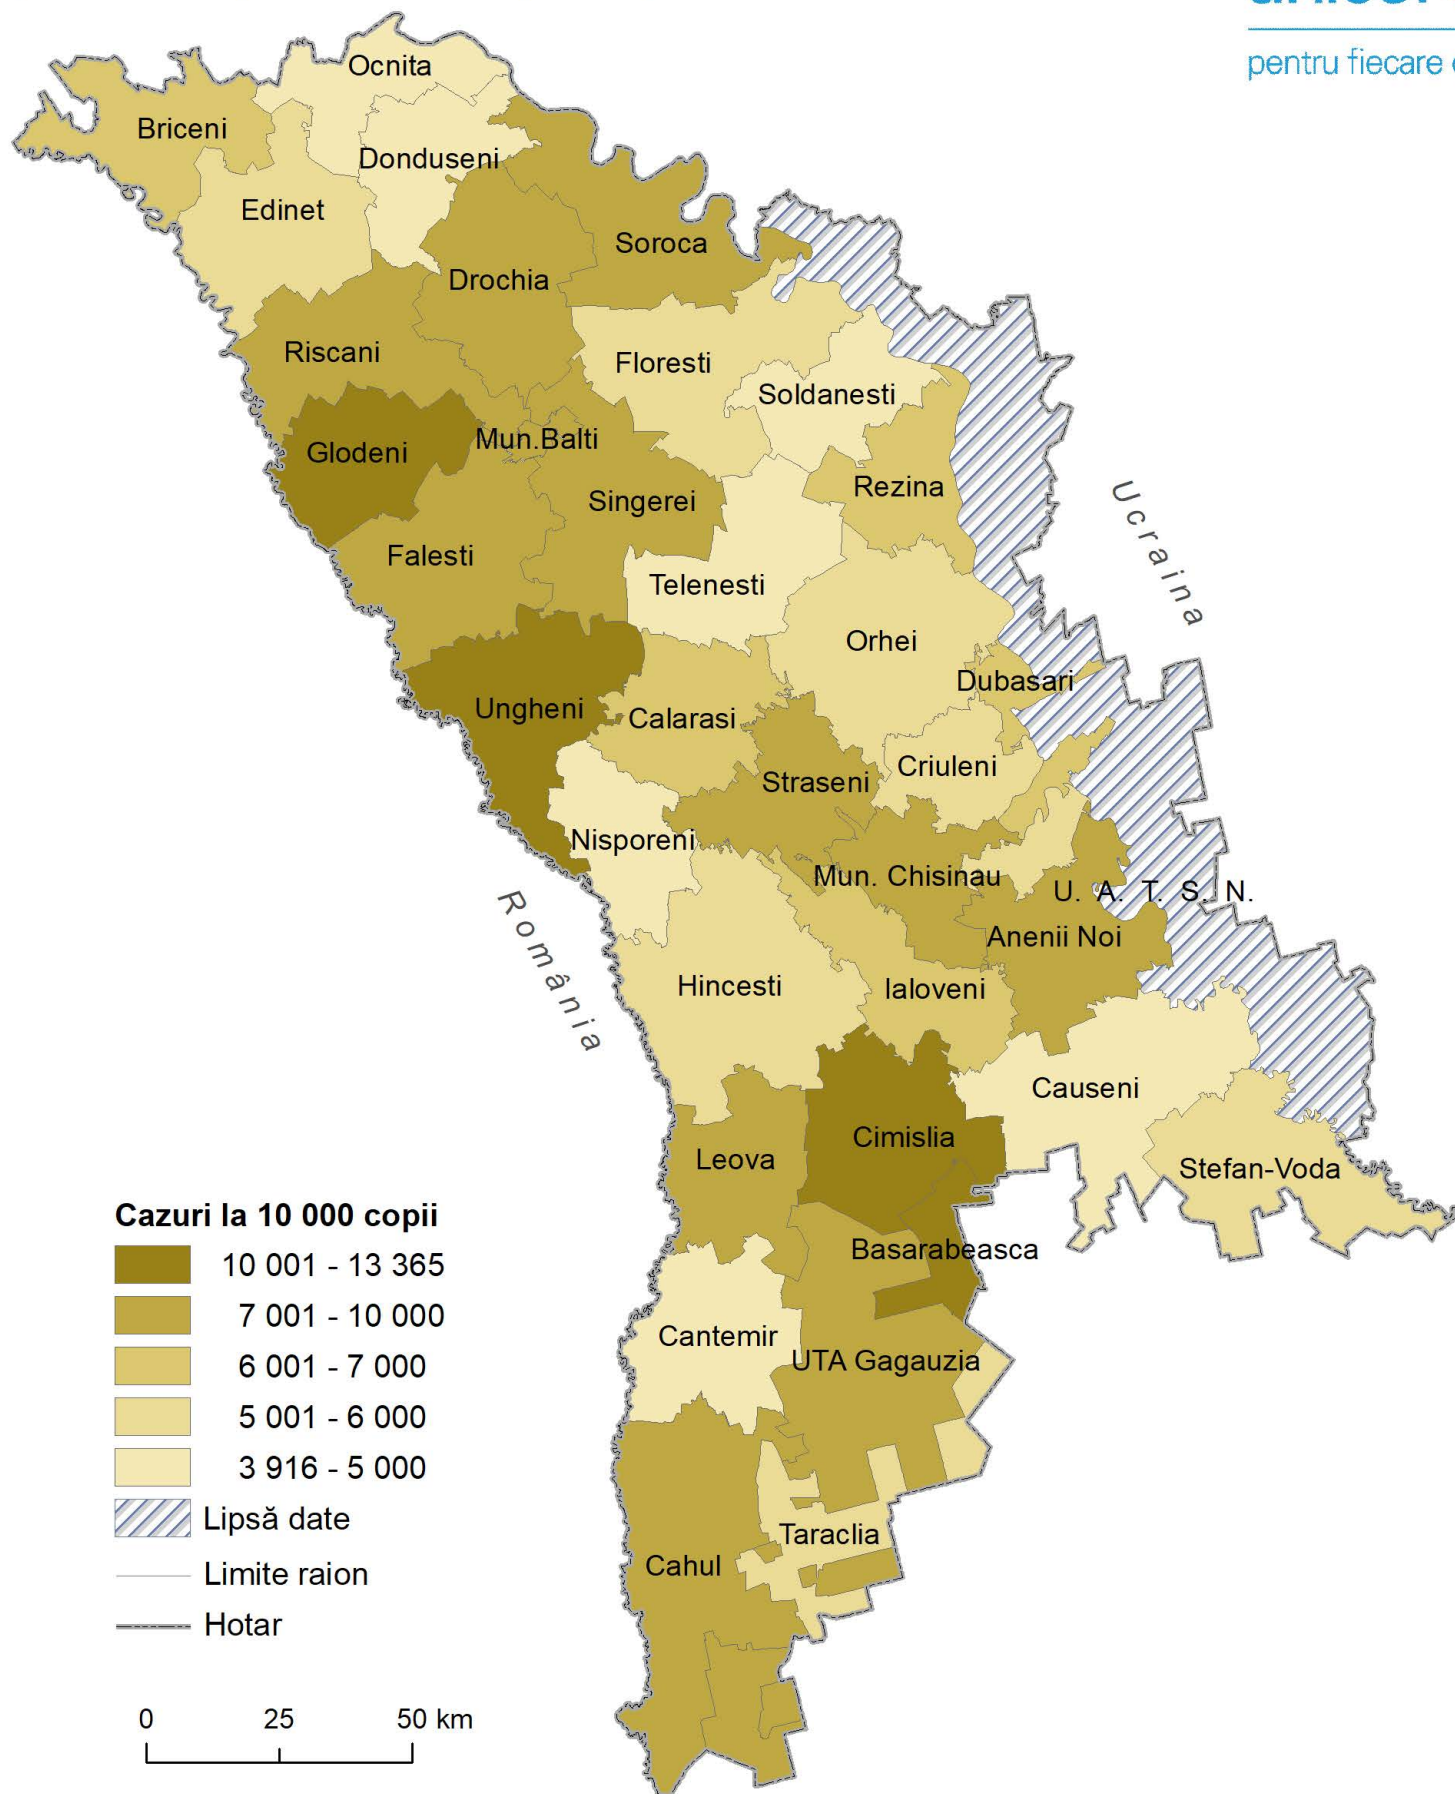 pentru fiecare
Ocnita
Briceni
Donduseni
Edinet
Soroca
Drochia
Riscani
Floresti
Soldanesti
Mun.Balti
Glodeni
Rezina
Singerei
Ucraina
Falesti
Telenesti
Orhei
Dubasari
Ungheni
Calarasi
Criuleni
Straseni
Nisporeni
Mun. Chisinau
U. A. T. S. N.
România
Anenii Noi
Hincesti
Ialoveni
Causeni
Cimislia
Leova
Stefan-Voda
Basarabeasca
Cantemir
UTA Gagauzia
Taraclia
Cahul
Cazuri la 10 000 copii
10 001 - 13 365
7 001 - 10 000
6 001 - 7 000
5 001 - 6 000
3 916 - 5 000
Lipsă date
Limite raion
Hotar
0 25 50 km